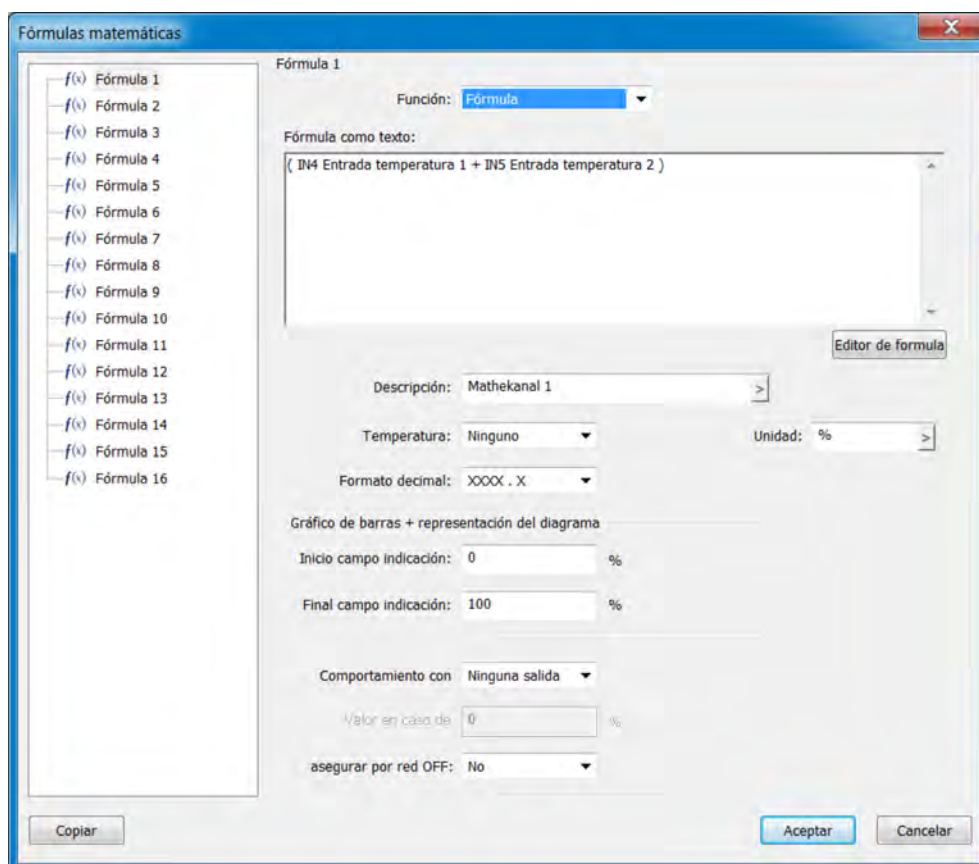 Fórmulas matemáticas
f(x) Fórmula 1
f(x) Fórmula 2
f(x) Fórmula 3
f(x) Fórmula 4
f(x) Fórmula 5
f(x) Fórmula 6
f(x) Fórmula 7
f(x) Fórmula 8
f(x) Fórmula 9
f(x) Fórmula 10
f(x) Fórmula 11
f(x) Fórmula 12
f(x) Fórmula 13
f(x) Fórmula 14
f(x) Fórmula 15
f(x) Fórmula 16
Fórmula 1
Función: Fórmula
Fórmula como texto:
( IN4 Entrada temperatura 1 + IN5 Entrada temperatura 2 )
Editor de formula
Descripción: Mathekanal 1 >
Temperatura: Ninguno Unidad: % >
Formato decimal: XXXX . X
Gráfico de barras + representación del diagrama
Inicio campo indicación: 0 %
Final campo indicación: 100 %
Comportamiento con Ninguna salida
Valor en caso de 0 %
asegurar por red OFF: No
Copiar Aceptar Cancelar